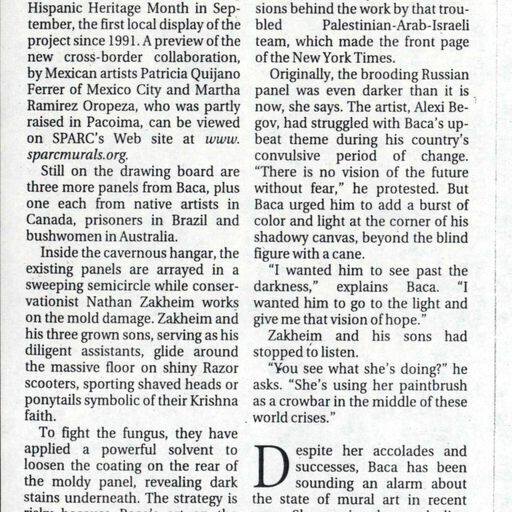 Hispanic Heritage Month in Sep-
tember, the first local display of the
project since 1991. A preview of the
new cross-border collaboration,
by Mexican artists Patricia Quijano
Ferrer of Mexico City and Martha
Ramirez Oropeza, who was partly
raised in Pacoima, can be viewed
on SPARC's Web site at www.
sparcmurals.org.
Still on the drawing board are
three more panels from Baca, plus
one each from native artists in
Canada, prisoners in Brazil and
bushwomen in Australia.
Inside the cavernous hangar, the
existing panels are arrayed in a
sweeping semicircle while conser-
vationist Nathan Zakheim works
on the mold damage. Zakheim and
his three grown sons, serving as his
diligent assistants, glide around
the massive floor on shiny Razor
scooters, sporting shaved heads or
ponytails symbolic of their Krishna
faith.
To fight the fungus, they have
applied a powerful solvent to
loosen the coating on the rear of
the moldy panel, revealing dark
stains underneath. The strategy is
sions behind the work by that trou-
bled Palestinian-Arab-Israeli
team, which made the front page
of the New York Times.
Originally, the brooding Russian
panel was even darker than it is
now, she says. The artist, Alexi Be-
gov, had struggled with Baca's up-
beat theme during his country's
convulsive period of change.
"There is no vision of the future
without fear," he protested. But
Baca urged him to add a burst of
color and light at the corner of his
shadowy canvas, beyond the blind
figure with a cane.
"I wanted him to see past the
darkness," explains Baca. "I
wanted him to go to the light and
give me that vision of hope."
Zakheim and his sons had
stopped to listen.
"You see what she's doing?" he
asks. "She's using her paintbrush
as a crowbar in the middle of these
world crises."
Despite her accolades and
successes, Baca has been
sounding an alarm about
the state of mural art in recent